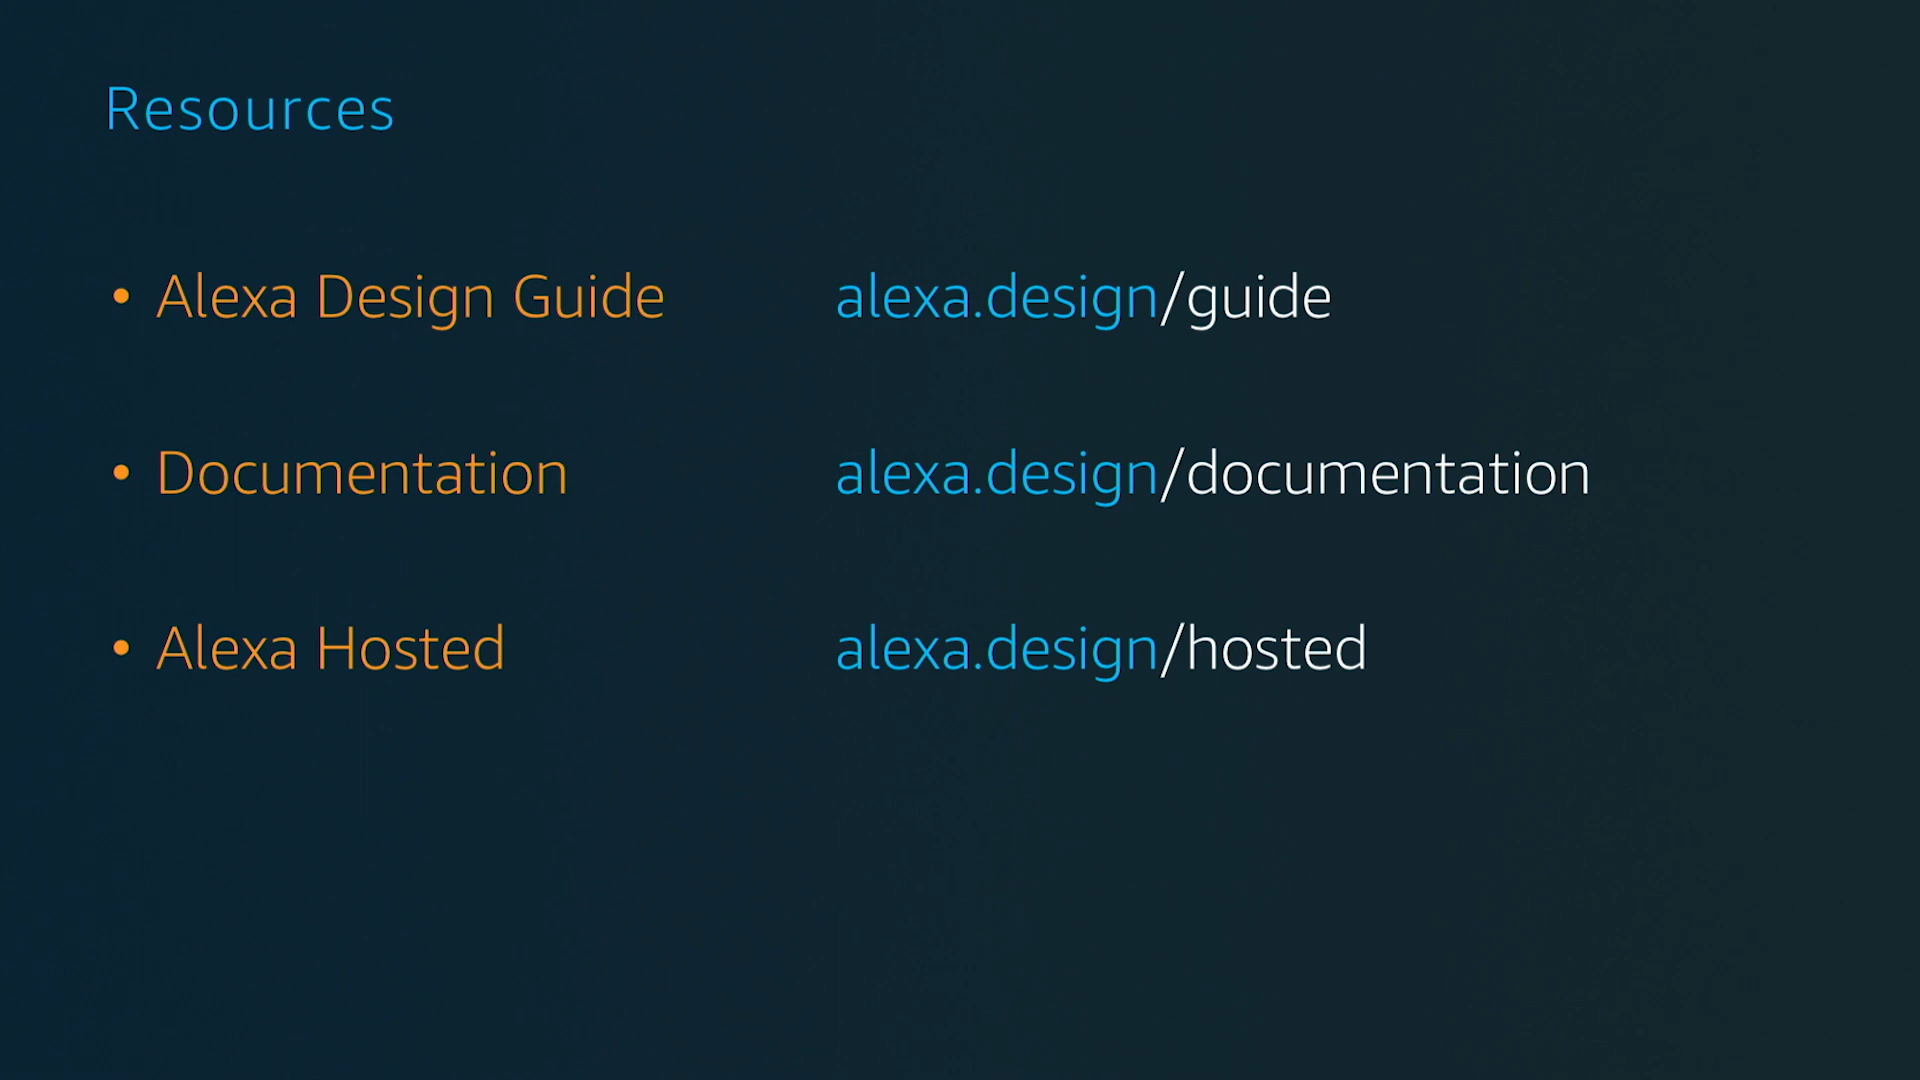 Resources
• Alexa Design Guide alexa.design/guide
• Documentation alexa.design/documentation
• Alexa Hosted alexa.design/hosted